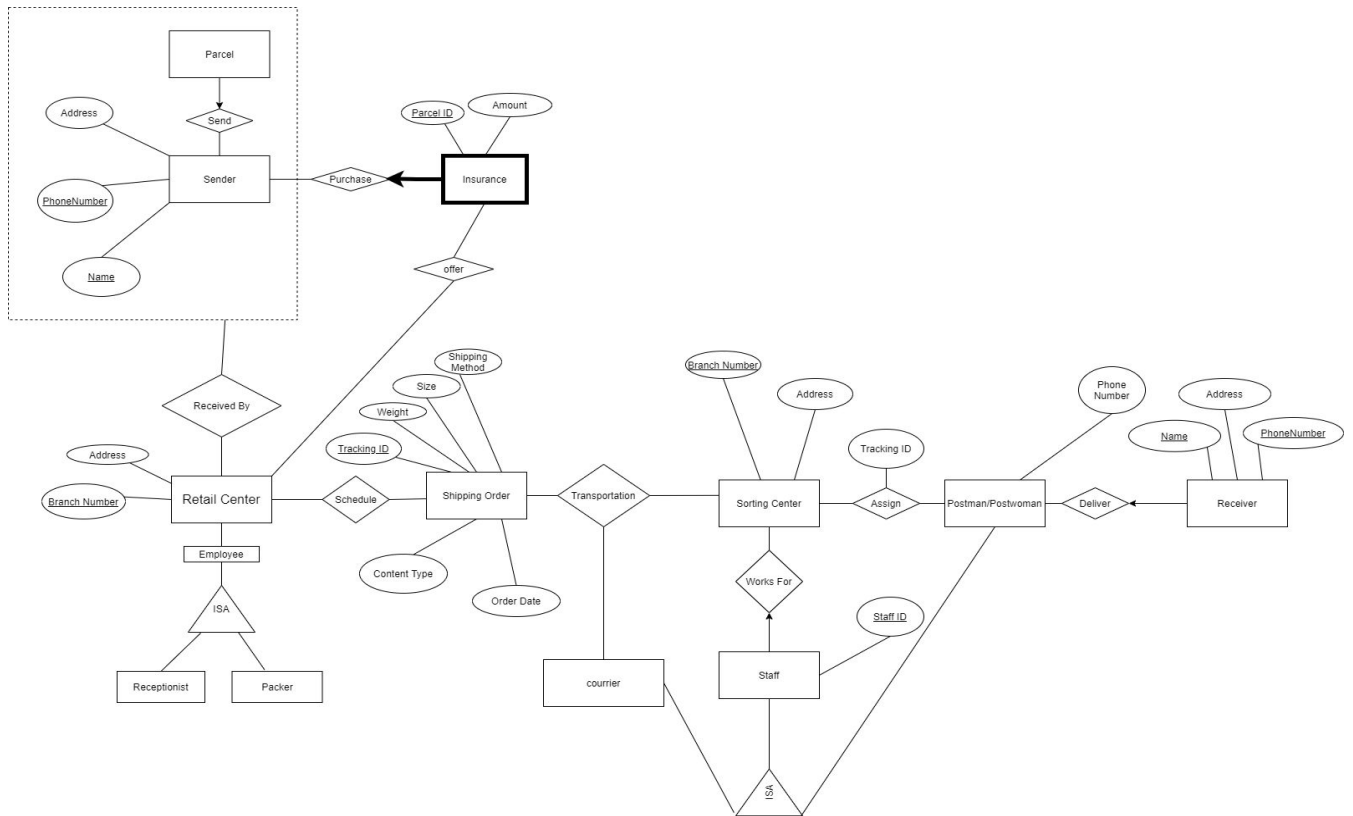 Parcel
Address
Send
Parcel ID
Amount
Sender
Purchase
Insurance
PhoneNumber
Name
offer
Shipping
Method
Size
Branch Number
Address
Phone
Number
Address
Received By
Weight
Name
PhoneNumber
Address
Tracking ID
Tracking ID
Branch Number
Retail Center
Schedule
Shipping Order
Transportation
Sorting Center
Assign
Postman/Postwoman
Deliver
Receiver
Employee
Content Type
Order Date
Works For
ISA
Staff ID
Receptionist
Packer
courrier
Staff
ISA